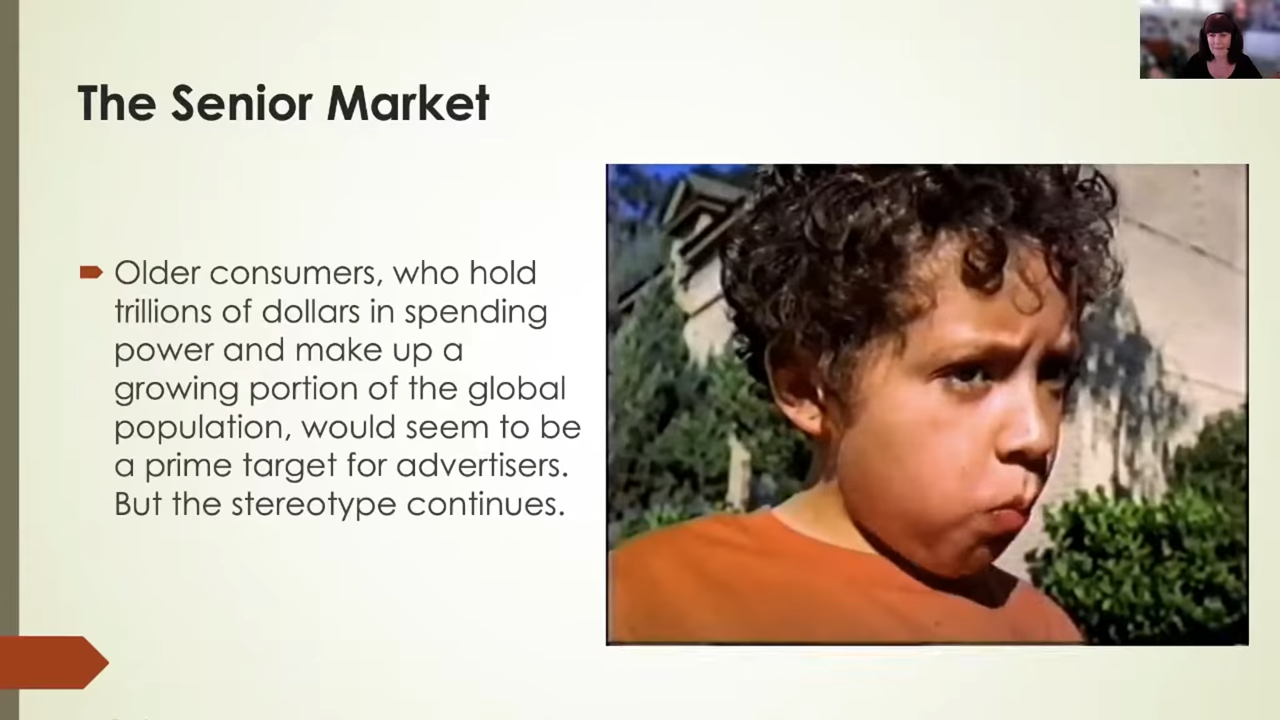 The Senior Market
Older consumers, who hold
trillions of dollars in spending
power and make up a
growing portion of the global
population, would seem to be
a prime target for advertisers.
But the stereotype continues.